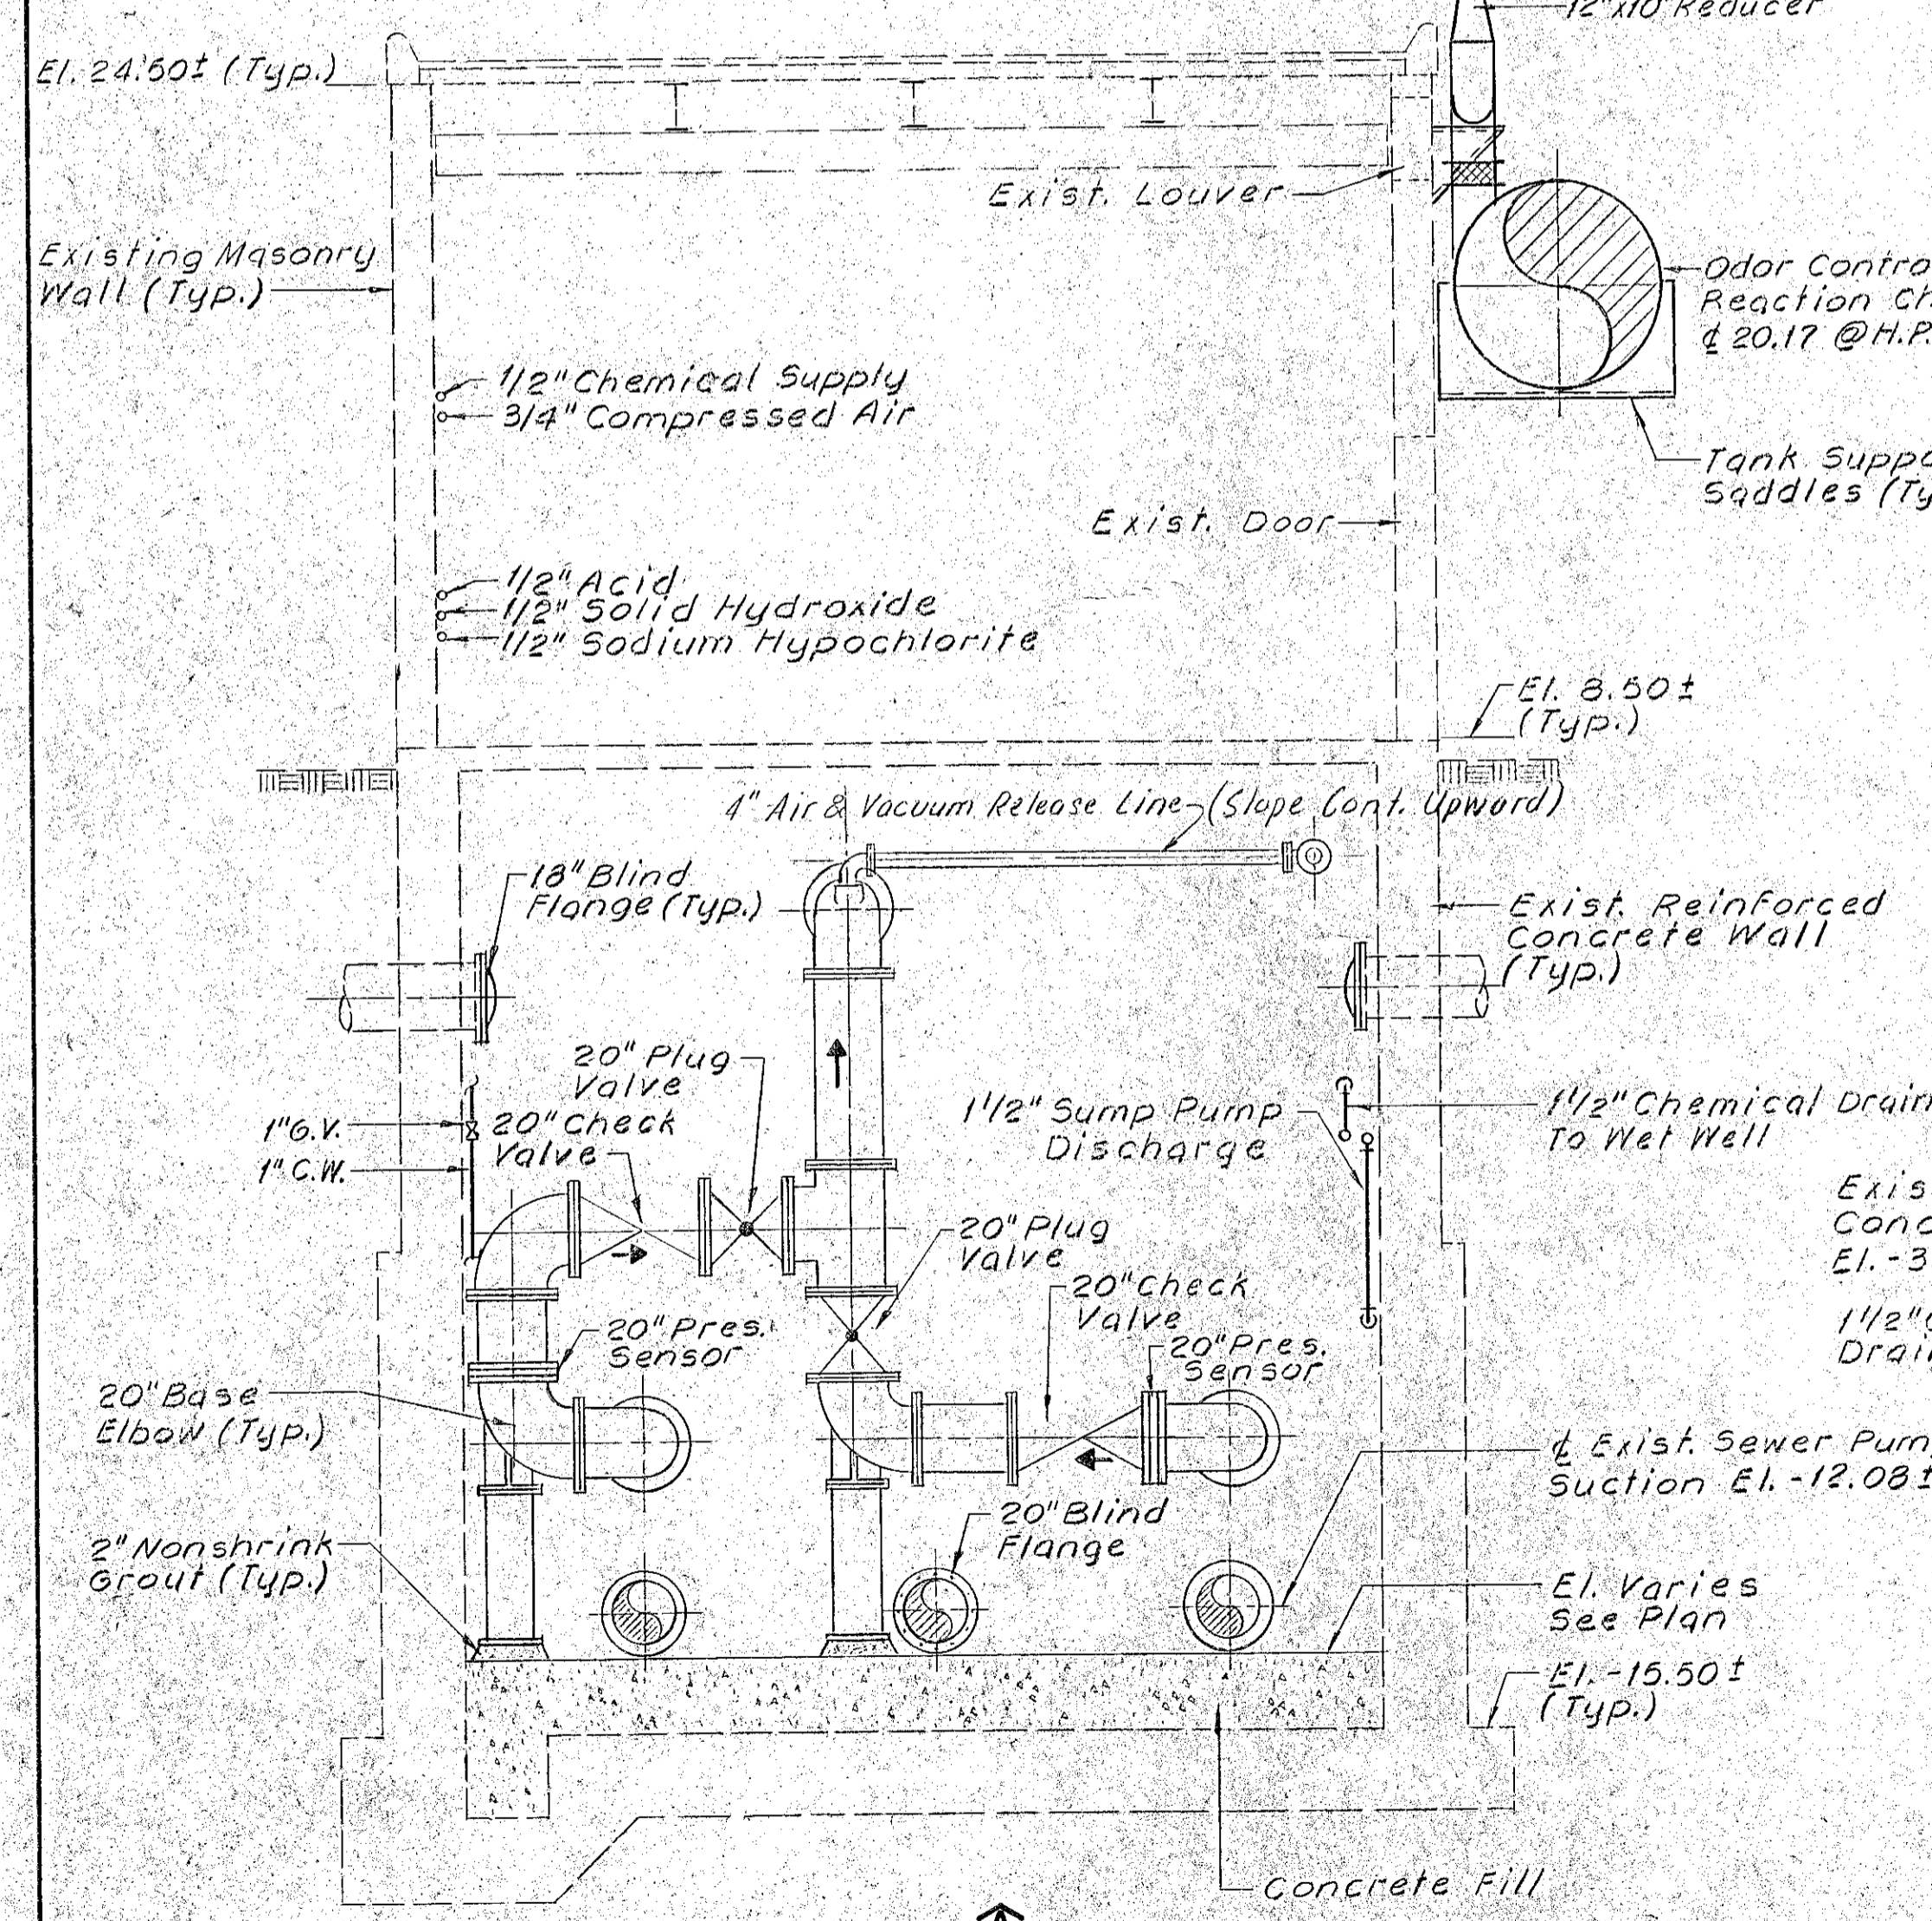 12"x10" Reducer
El. 24.50± (Typ.)
Exist. Louver
Existing Masonry
Wall (Typ.)
Odor Contro
Reaction Ch
℄ 20.17 @ H.P.
1/2" Chemical Supply
3/4" Compressed Air
Tank Suppo
Saddles (Ty
Exist. Door
1/2" Acid
1/2" Solid Hydroxide
1/2" Sodium Hypochlorite
El. 8.50±
(Typ.)
4" Air & Vacuum Release Line (Slope Cont. Upward)
18" Blind
Flange (Typ.)
Exist. Reinforced
Concrete Wall
(Typ.)
20" Plug
Valve
1" G.V.
20" Check
Valve
1" C.W.
1 1/2" Sump Pump
Discharge
1 1/2" Chemical Drain
To Wet Well
Exis
Conc
El. -3
20" Plug
Valve
20" Check
Valve
20" Pres.
Sensor
20" Pres.
Sensor
1 1/2"
Drai
20" Base
Elbow (Typ.)
℄ Exist. Sewer Pum
Suction El. -12.08±
20" Blind
Flange
2" Nonshrink
Grout (Typ.)
El. Varies
See Plan
El. -15.50±
(Typ.)
Concrete Fill